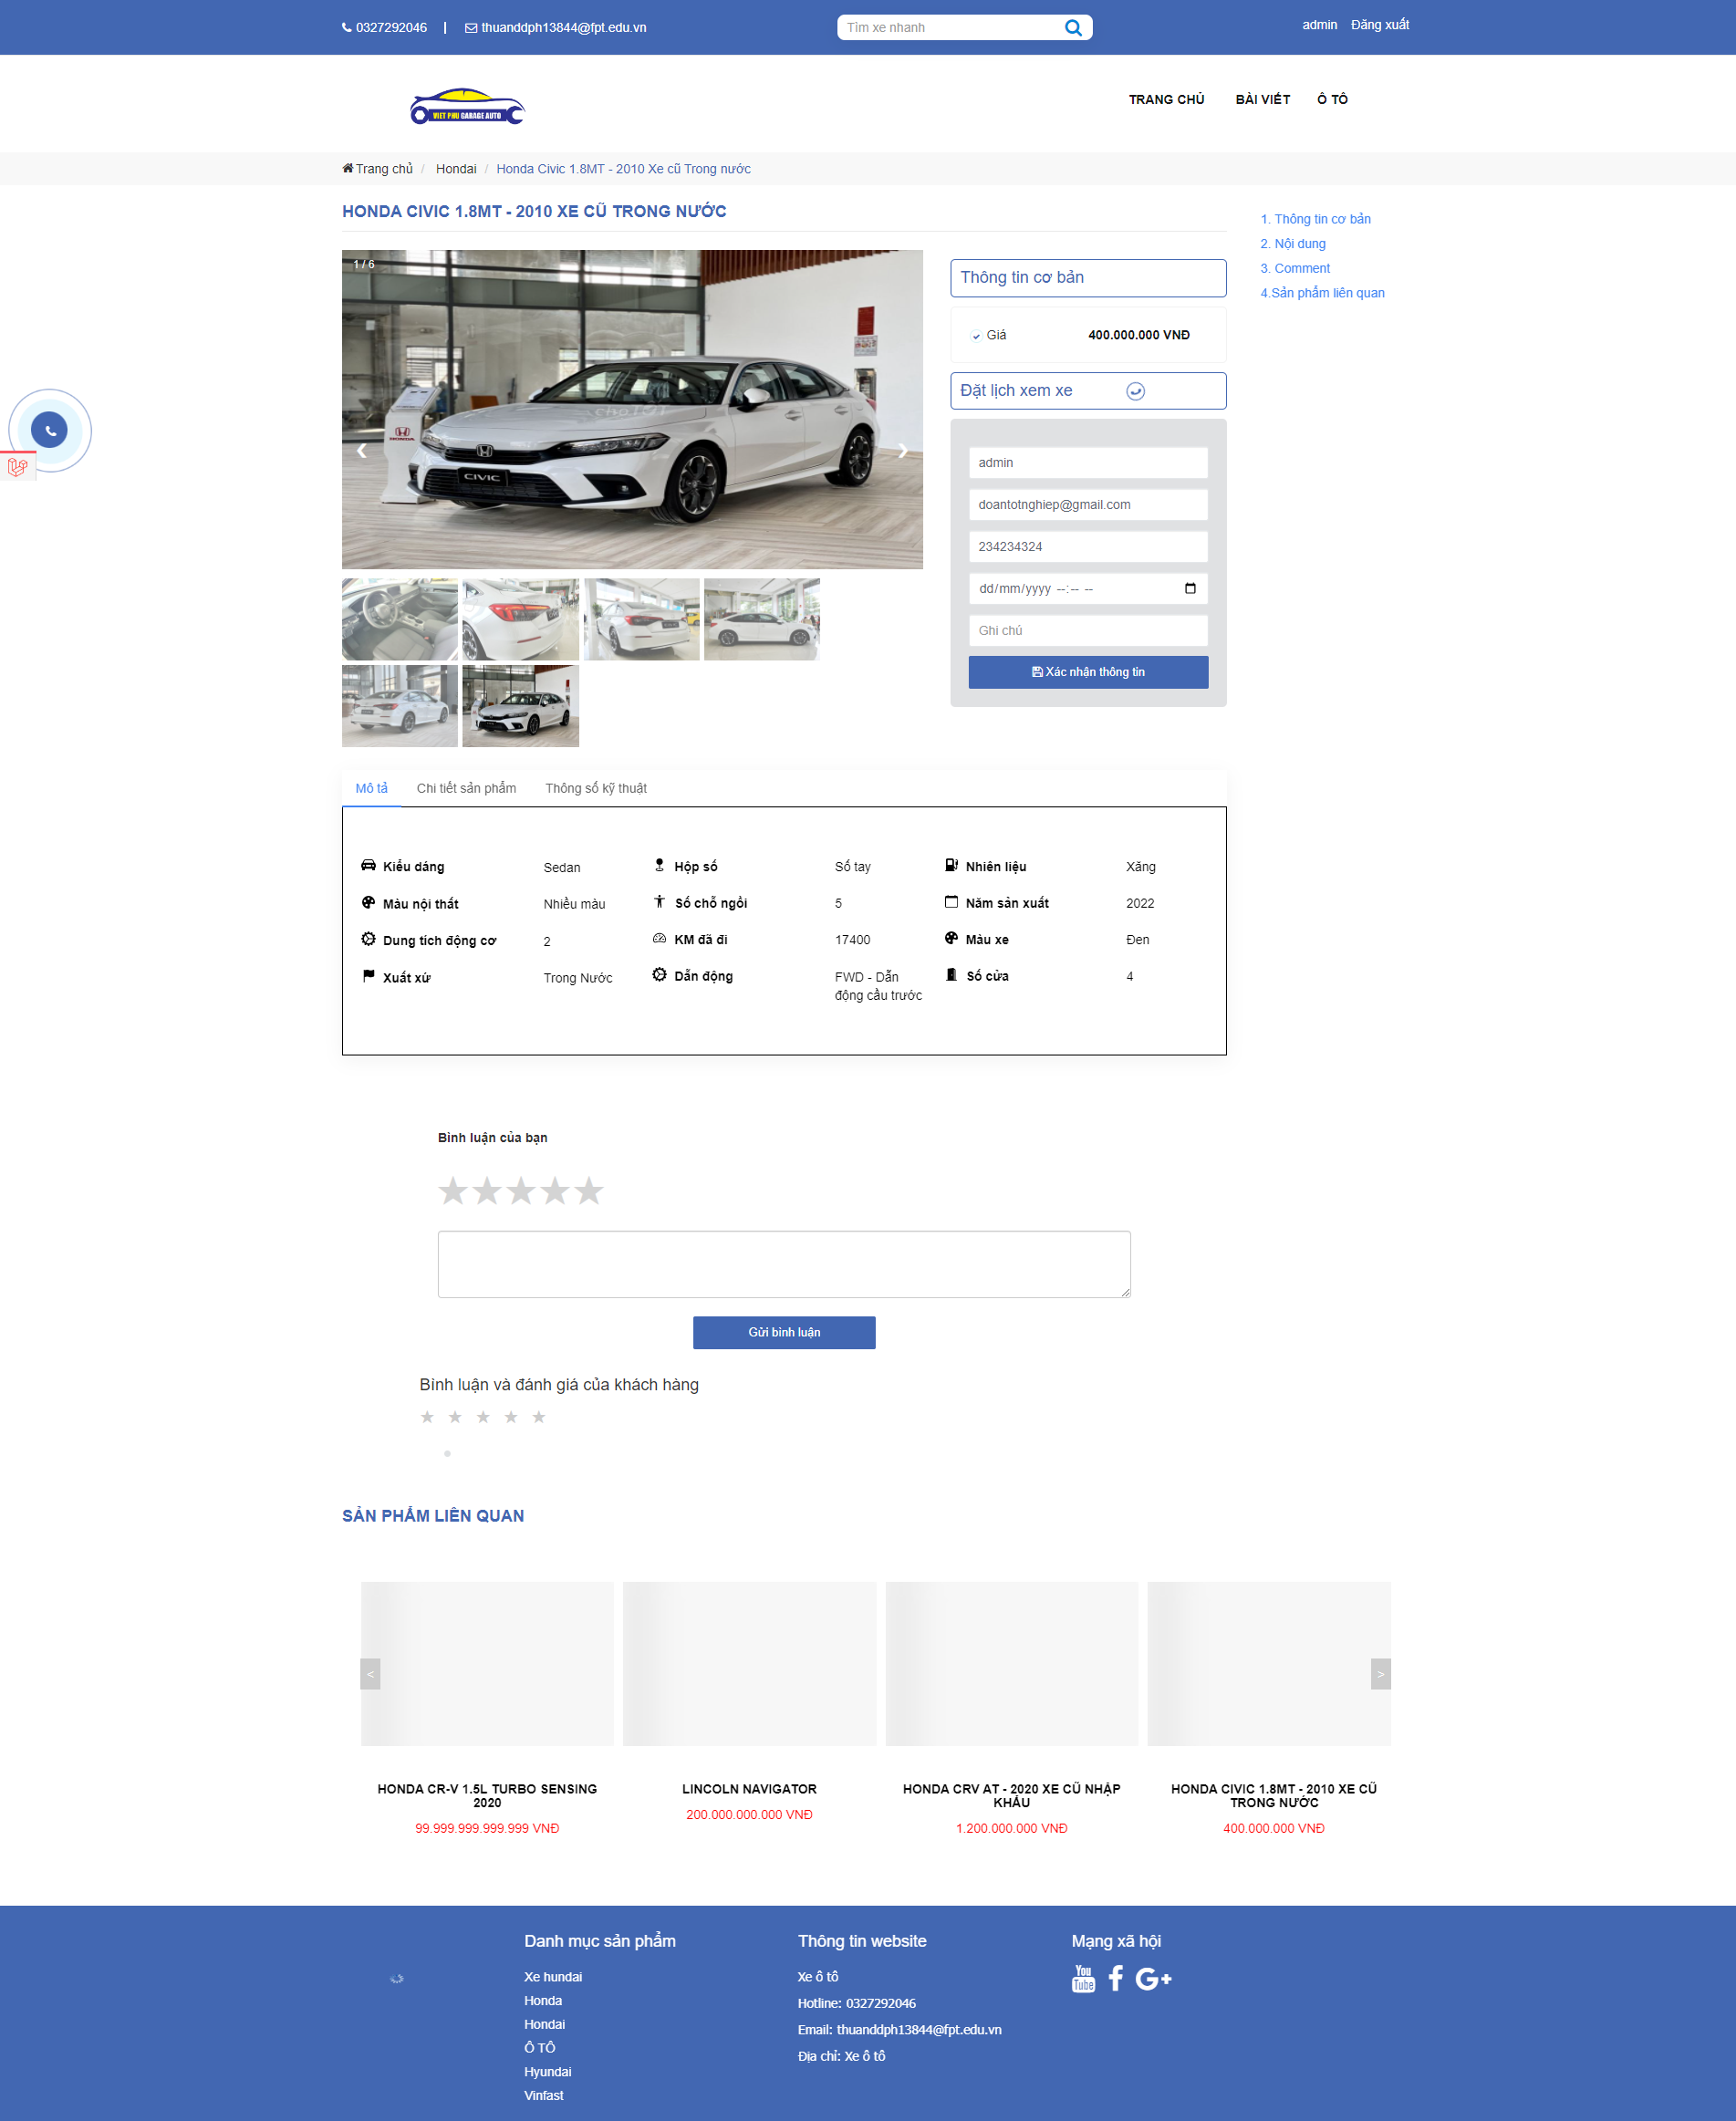 0327292046 | thuanddph13844@fpt.edu.vn
Tìm xe nhanh
admin Đăng xuất
VIET PHU GARAGE AUTO
TRANG CHỦ BÀI VIẾT Ô TÔ
Trang chủ / Hondai / Honda Civic 1.8MT - 2010 Xe cũ Trong nước
HONDA CIVIC 1.8MT - 2010 XE CŨ TRONG NƯỚC
1. Thông tin cơ bản
2. Nội dung
3. Comment
4.Sản phẩm liên quan
1 / 6
choTỐT
HONDA
CIVIC
❮ ❯
Thông tin cơ bản
Giá 400.000.000 VNĐ
Đặt lịch xem xe
admin
doantotnghiep@gmail.com
234234324
dd/mm/yyyy --:-- --
Ghi chú
Xác nhận thông tin
Mô tả Chi tiết sản phẩm Thông số kỹ thuật
Kiểu dáng Sedan Hộp số Số tay Nhiên liệu Xăng
Màu nội thất Nhiều màu Số chỗ ngồi 5 Năm sản xuất 2022
Dung tích động cơ 2 KM đã đi 17400 Màu xe Đen
Xuất xứ Trong Nước Dẫn động FWD - Dẫn Số cửa 4
động cầu trước
Bình luận của bạn
Gửi bình luận
Bình luận và đánh giá của khách hàng
SẢN PHẨM LIÊN QUAN
< >
HONDA CR-V 1.5L TURBO SENSING
2020
99.999.999.999.999 VNĐ
LINCOLN NAVIGATOR
200.000.000.000 VNĐ
HONDA CRV AT - 2020 XE CŨ NHẬP
KHẨU
1.200.000.000 VNĐ
HONDA CIVIC 1.8MT - 2010 XE CŨ
TRONG NƯỚC
400.000.000 VNĐ
Danh mục sản phẩm
Xe hundai
Honda
Hondai
Ô TÔ
Hyundai
Vinfast
Thông tin website
Xe ô tô
Hotline: 0327292046
Email: thuanddph13844@fpt.edu.vn
Địa chỉ: Xe ô tô
Mạng xã hội
You
Tube
G+